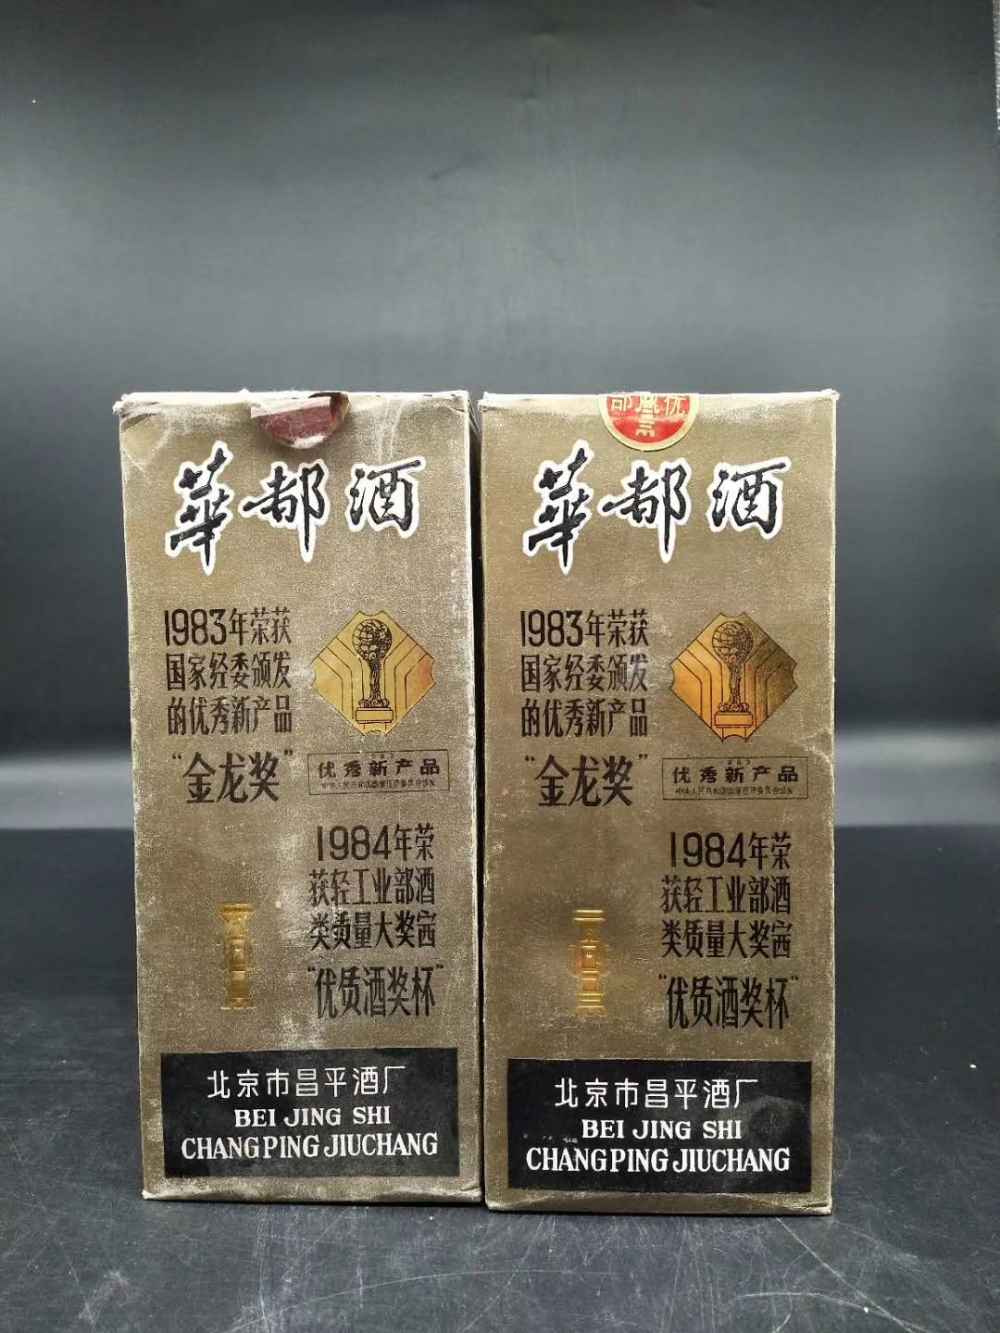 華都酒
1983年荣获
国家经委颁发
的优秀新产品
“金龙奖”
优秀新产品
1984年荣
获轻工业部酒
类质量大奖赛
“优质酒奖杯”
北京市昌平酒厂
BEI JING SHI
CHANGPING JIUCHANG
部优
華都酒
1983年荣获
国家经委颁发
的优秀新产品
“金龙奖”
优秀新产品
1984年荣
获轻工业部酒
类质量大奖赛
“优质酒奖杯”
北京市昌平酒厂
BEI JING SHI
CHANGPING JIUCHANG